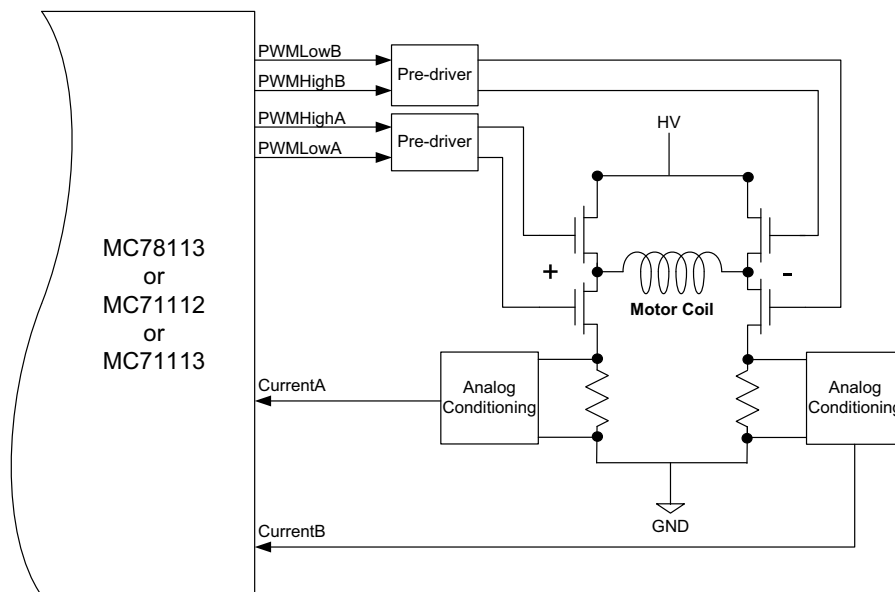 PWMLowB
PWMHighB
Pre-driver
PWMHighA
PWMLowA
Pre-driver
HV
MC78113
or
MC71112
or
MC71113
+
-
Motor Coil
CurrentA
Analog
Conditioning
Analog
Conditioning
GND
CurrentB